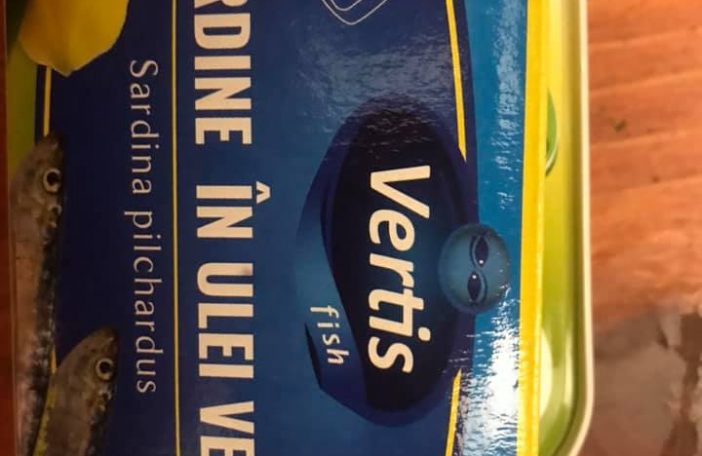 Vertis
fish
RDINE ÎN ULEI VE
Sardina pilchardus